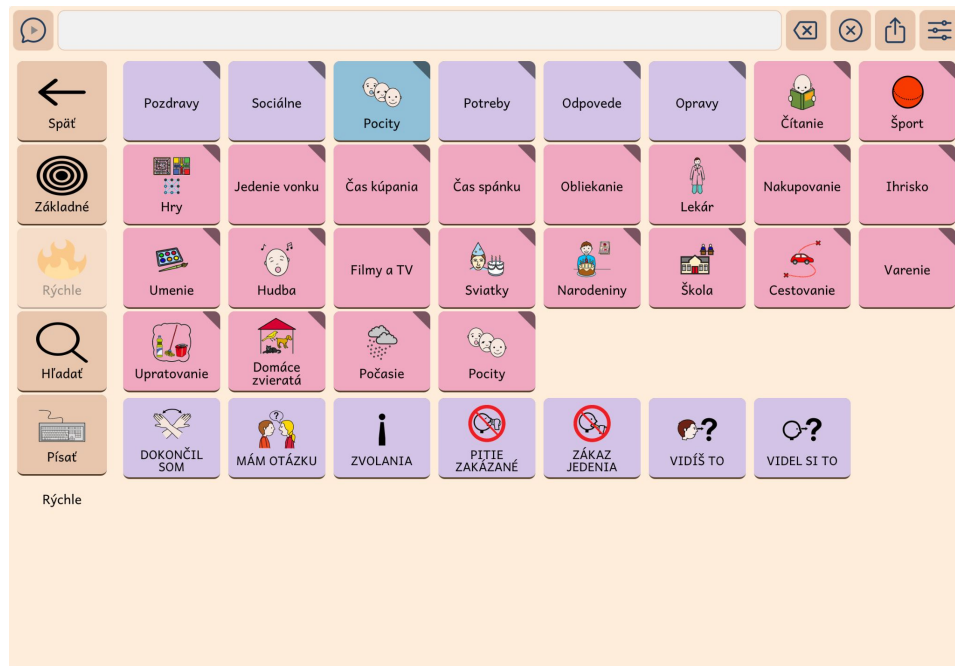 Späť
Pozdravy
Sociálne
Pocity
Potreby
Odpovede
Opravy
Čítanie
Šport
Základné
Hry
Jedenie vonku
Čas kúpania
Čas spánku
Obliekanie
Lekár
Nakupovanie
Ihrisko
Rýchle
Umenie
Hudba
Filmy a TV
Sviatky
Narodeniny
Škola
Cestovanie
Varenie
Hľadať
Upratovanie
Domáce
zvieratá
Počasie
Pocity
Písať
DOKONČIL
SOM
MÁM OTÁZKU
ZVOLANIA
PITIE
ZAKÁZANÉ
ZÁKAZ
JEDENIA
VIDÍŠ TO
VIDEL SI TO
Rýchle